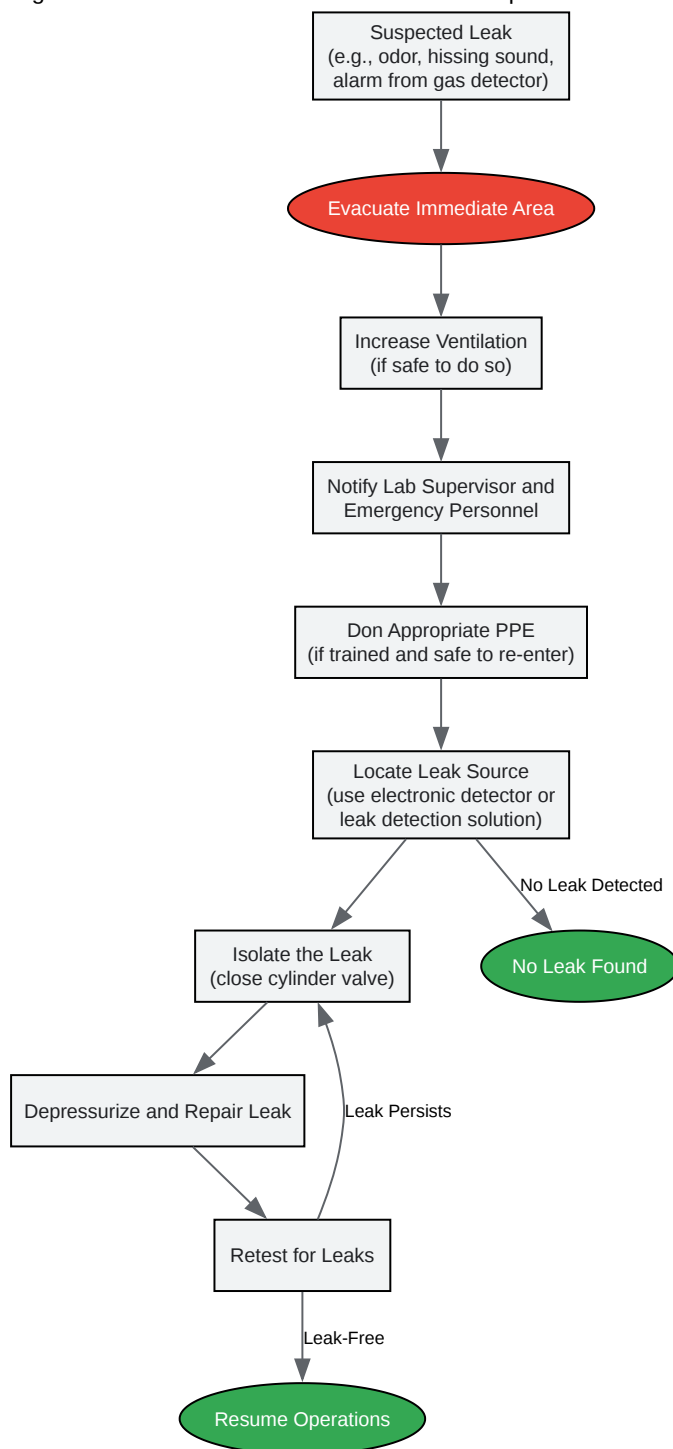 Suspected Leak
(e.g., odor, hissing sound,
alarm from gas detector)
Evacuate Immediate Area
Increase Ventilation
(if safe to do so)
Notify Lab Supervisor and
Emergency Personnel
Don Appropriate PPE
(if trained and safe to re-enter)
Locate Leak Source
(use electronic detector or
leak detection solution)
No Leak Detected
Isolate the Leak
(close cylinder valve)
No Leak Found
Depressurize and Repair Leak
Leak Persists
Retest for Leaks
Leak-Free
Resume Operations